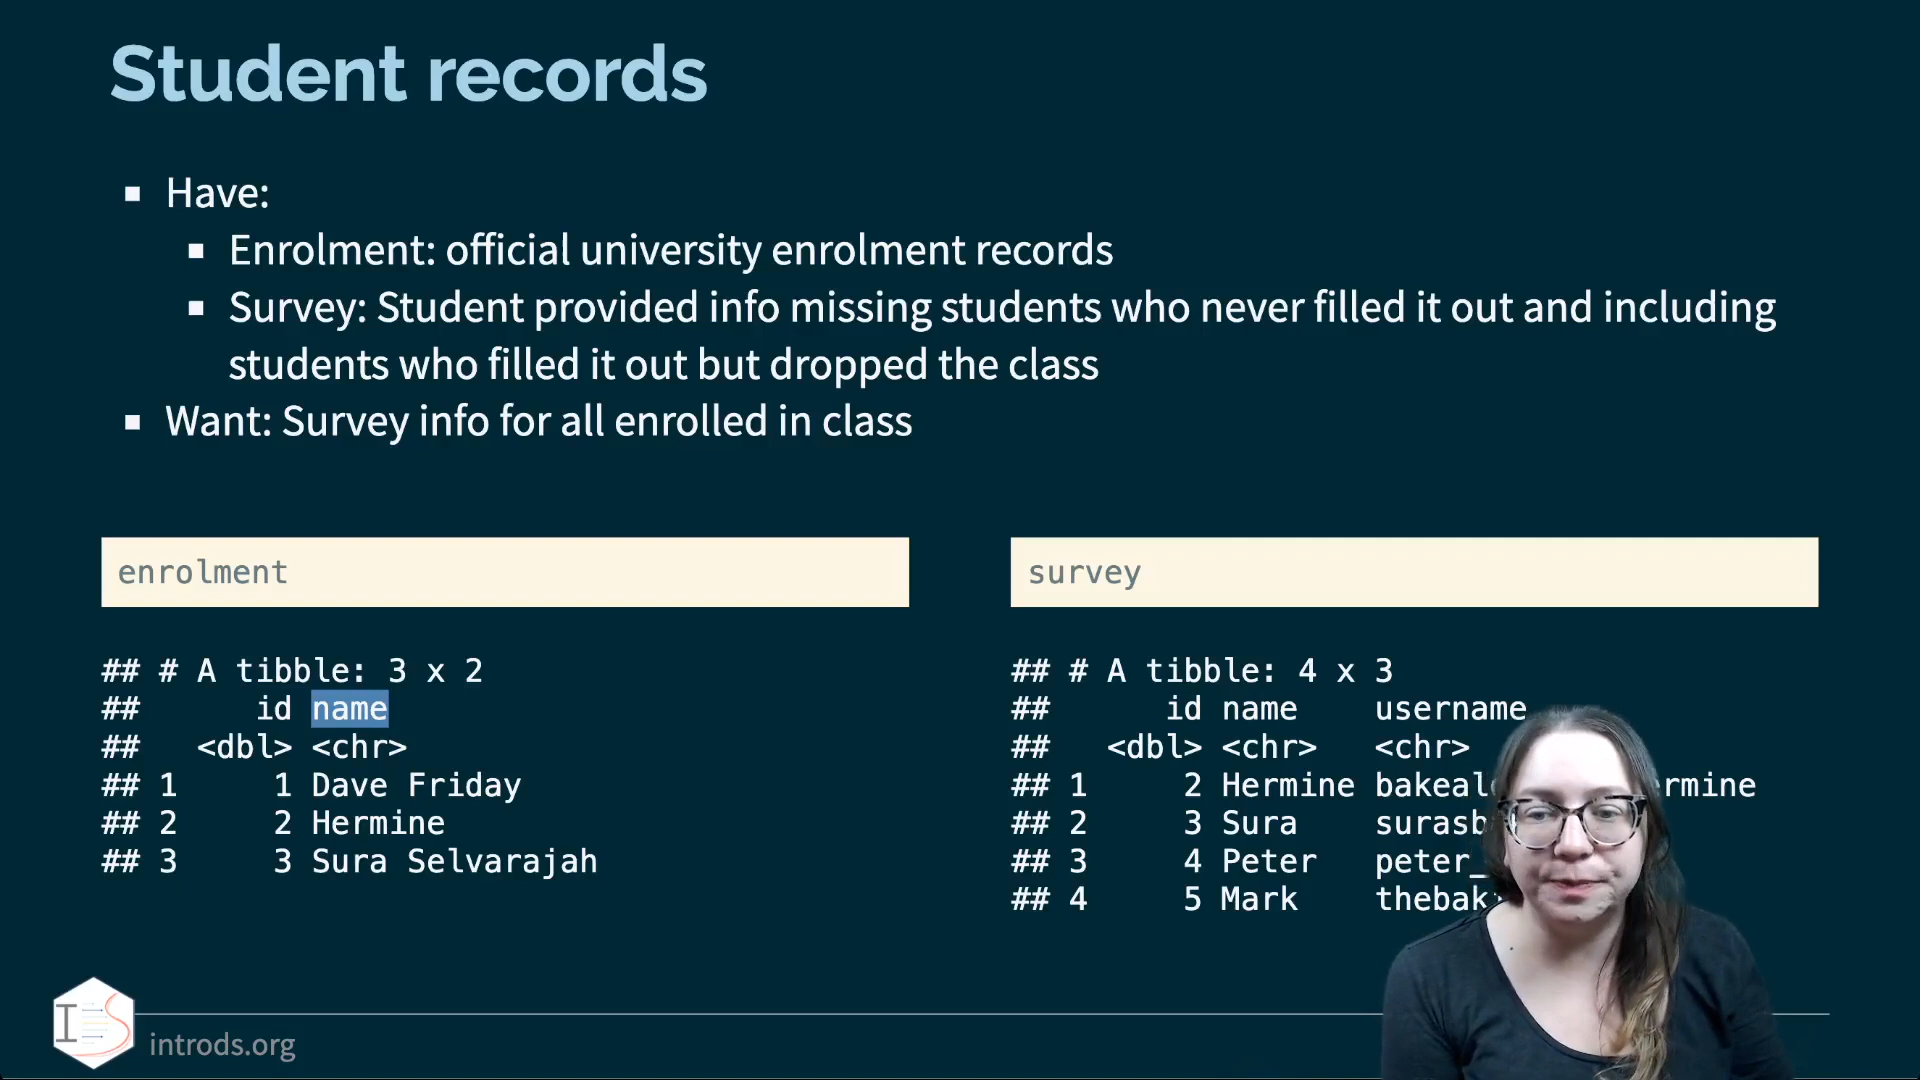 Student records
Have:
Enrolment: official university enrolment records
Survey: Student provided info missing students who never filled it out and including
students who filled it out but dropped the class
Want: Survey info for all enrolled in class
enrolment
## # A tibble: 3 x 2
## id name
## <dbl> <chr>
## 1 1 Dave Friday
## 2 2 Hermine
## 3 3 Sura Selvarajah
survey
## # A tibble: 4 x 3
## id name username
## <dbl> <chr> <chr>
## 1 2 Hermine
## 2 3 Sura
## 3 4 Peter
## 4 5 Mark
IS
introds.org